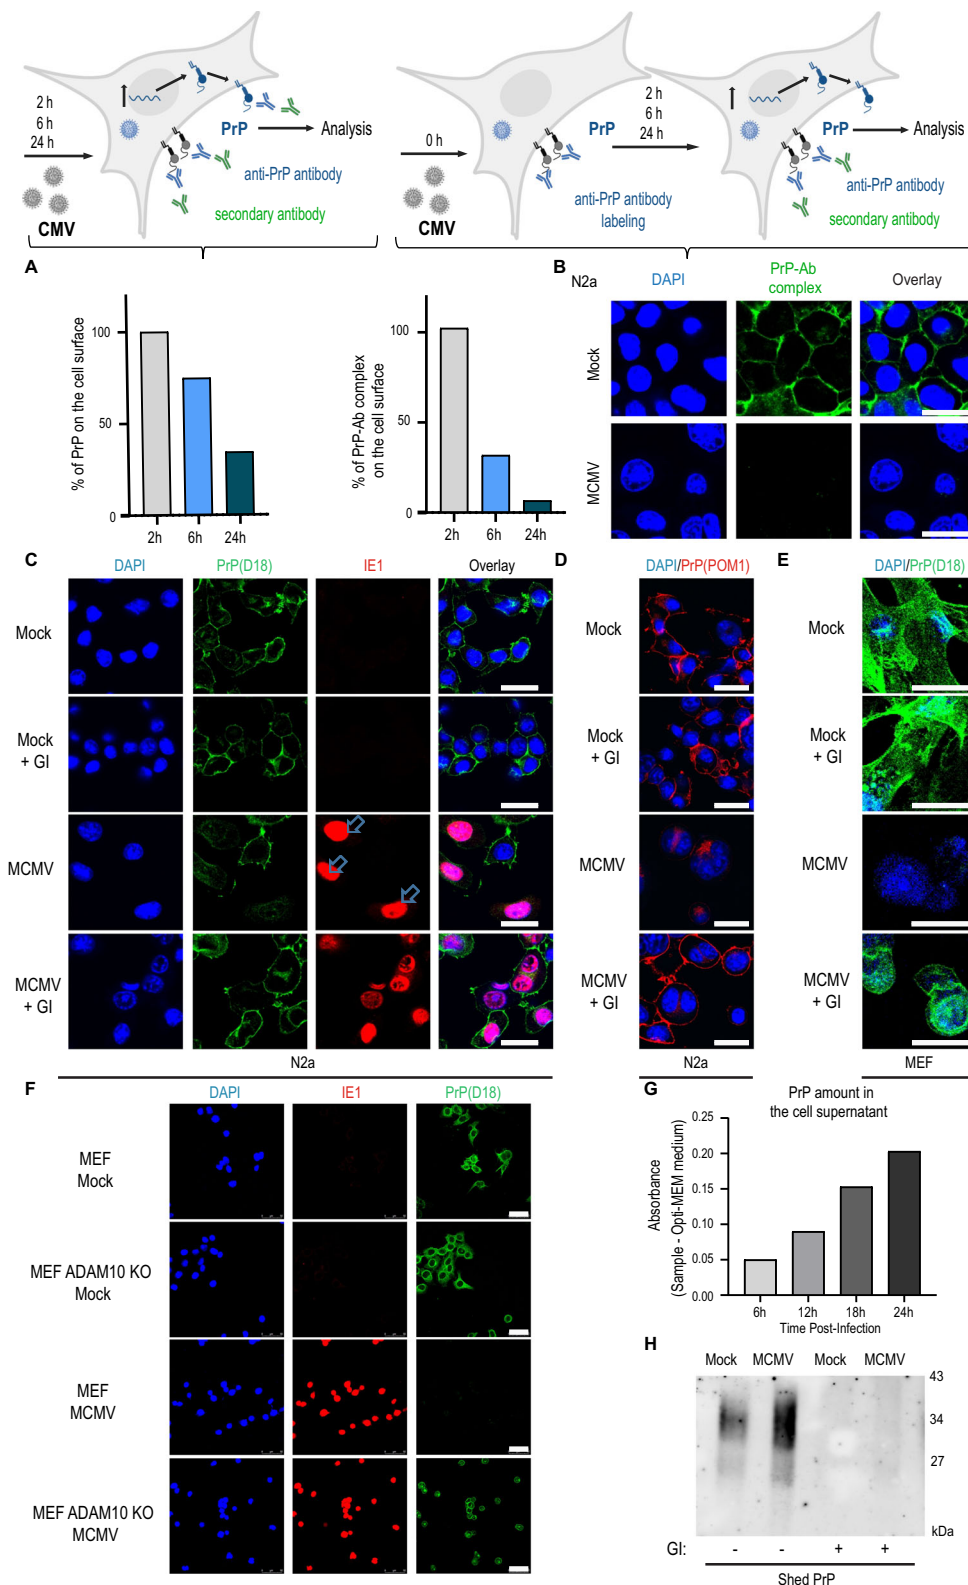 2 h
6 h
24 h
CMV
PrP
Analysis
anti-PrP antibody
secondary antibody
0 h
CMV
PrP
anti-PrP antibody
labeling
2 h
6 h
24 h
PrP
Analysis
anti-PrP antibody
secondary antibody
A
% of PrP on the cell surface
100
50
0
2h
6h
24h
% of PrP-Ab complex
on the cell surface
100
50
0
2h
6h
24h
B
N2a
DAPI
PrP-Ab
complex
Overlay
Mock
MCMV
C
DAPI
PrP(D18)
IE1
Overlay
Mock
Mock
+ GI
MCMV
MCMV
+ GI
N2a
D
DAPI/PrP(POM1)
Mock
Mock
+ GI
MCMV
MCMV
+ GI
N2a
E
DAPI/PrP(D18)
Mock
Mock
+ GI
MCMV
MCMV
+ GI
MEF
F
DAPI
IE1
PrP(D18)
MEF
Mock
MEF ADAM10 KO
Mock
MEF
MCMV
MEF ADAM10 KO
MCMV
G
PrP amount in
the cell supernatant
Absorbance
(Sample - Opti-MEM medium)
0.25
0.20
0.15
0.10
0.05
0.00
6h
12h
18h
24h
Time Post-Infection
H
Mock
MCMV
Mock
MCMV
43
34
27
kDa
GI:
-
-
+
+
Shed PrP